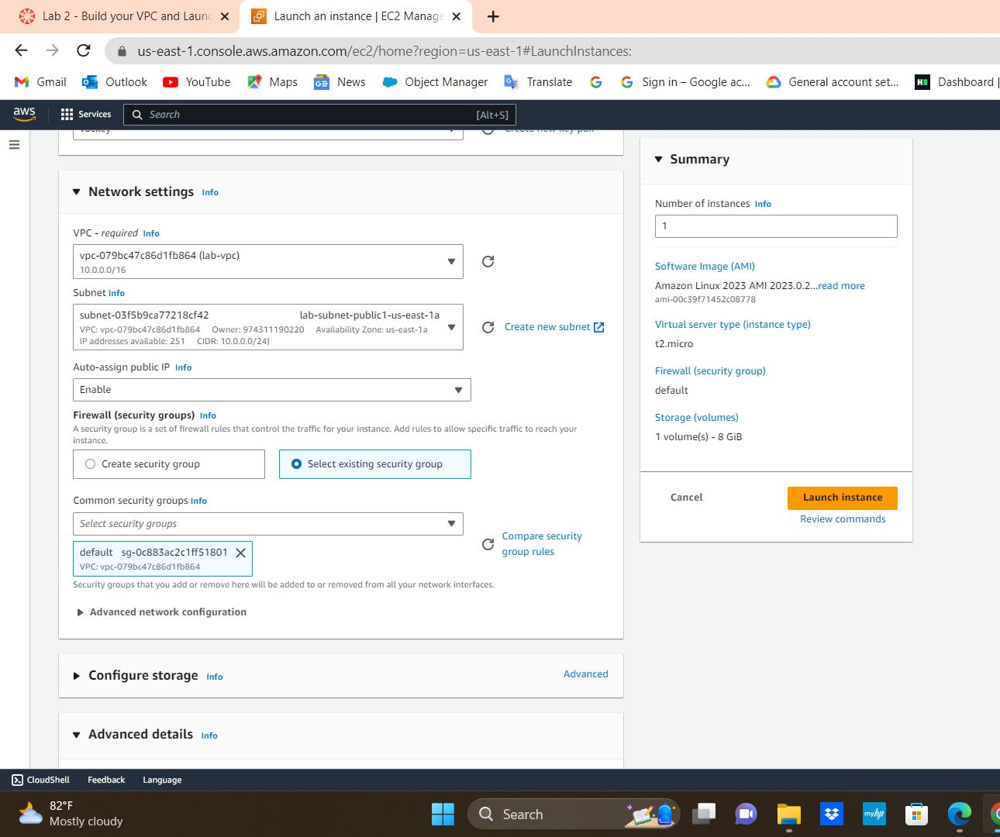 Lab 2 - Build your VPC and Laun
Launch an instance | EC2 Manage
us-east-1.console.aws.amazon.com/ec2/home?region=us-east-1#LaunchInstances:
Gmail
Outlook
YouTube
Maps
News
Object Manager
Translate
Sign in – Google ac...
General account set...
Dashboard |
aws
Services
Search
[Alt+S]
Create new key pair
Network settings Info
VPC - required Info
vpc-079bc47c86d1fb864 (lab-vpc)
10.0.0.0/16
Subnet Info
subnet-03f5b9ca77218cf42 lab-subnet-public1-us-east-1a
VPC: vpc-079bc47c86d1fb864 Owner: 974311190220 Availability Zone: us-east-1a
IP addresses available: 251 CIDR: 10.0.0.0/24)
Create new subnet
Auto-assign public IP Info
Enable
Firewall (security groups) Info
A security group is a set of firewall rules that control the traffic for your instance. Add rules to allow specific traffic to reach your
instance.
Create security group
Select existing security group
Common security groups Info
Select security groups
default sg-0c883ac2c1ff51801
VPC: vpc-079bc47c86d1fb864
Compare security
group rules
Security groups that you add or remove here will be added to or removed from all your network interfaces.
Advanced network configuration
Configure storage Info
Advanced
Advanced details Info
Summary
Number of instances Info
1
Software Image (AMI)
Amazon Linux 2023 AMI 2023.0.2...read more
ami-00c39f71452c08778
Virtual server type (instance type)
t2.micro
Firewall (security group)
default
Storage (volumes)
1 volume(s) - 8 GiB
Cancel
Launch instance
Review commands
CloudShell
Feedback
Language
82°F
Mostly cloudy
Search
myhp